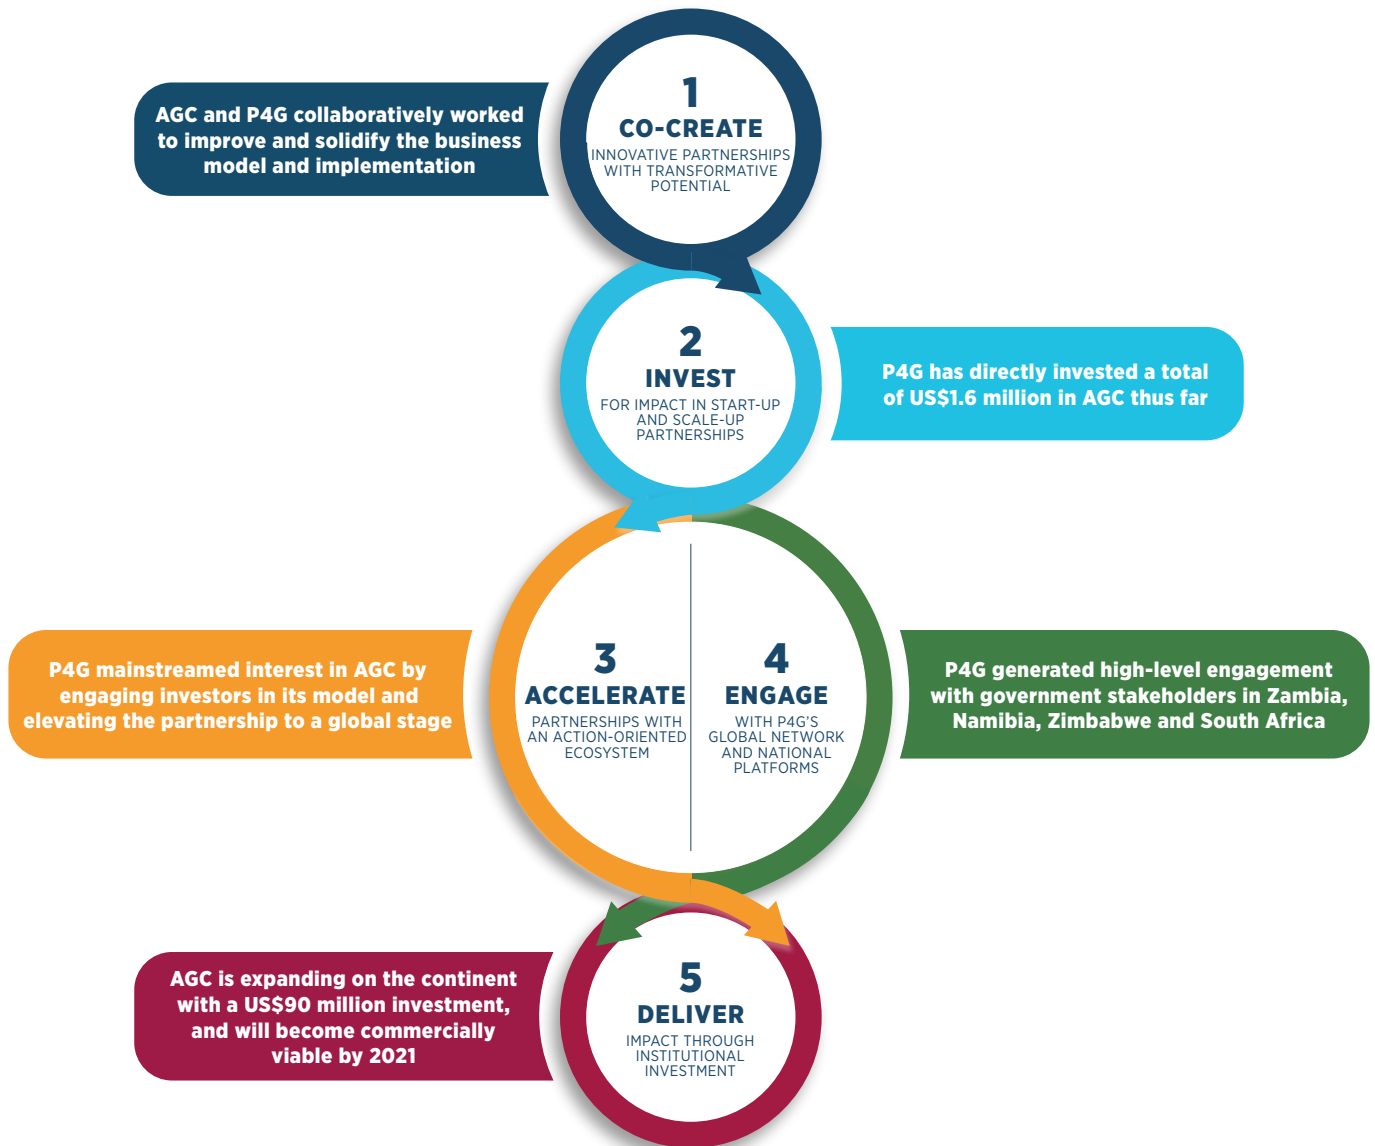 1
CO-CREATE
INNOVATIVE PARTNERSHIPS
WITH TRANSFORMATIVE
POTENTIAL
AGC and P4G collaboratively worked
to improve and solidify the business
model and implementation
2
INVEST
FOR IMPACT IN START-UP
AND SCALE-UP
PARTNERSHIPS
P4G has directly invested a total
of US$1.6 million in AGC thus far
3
ACCELERATE
PARTNERSHIPS WITH
AN ACTION-ORIENTED
ECOSYSTEM
P4G mainstreamed interest in AGC by
engaging investors in its model and
elevating the partnership to a global stage
4
ENGAGE
WITH P4G'S
GLOBAL NETWORK
AND NATIONAL
PLATFORMS
P4G generated high-level engagement
with government stakeholders in Zambia,
Namibia, Zimbabwe and South Africa
5
DELIVER
IMPACT THROUGH
INSTITUTIONAL
INVESTMENT
AGC is expanding on the continent
with a US$90 million investment,
and will become commercially
viable by 2021